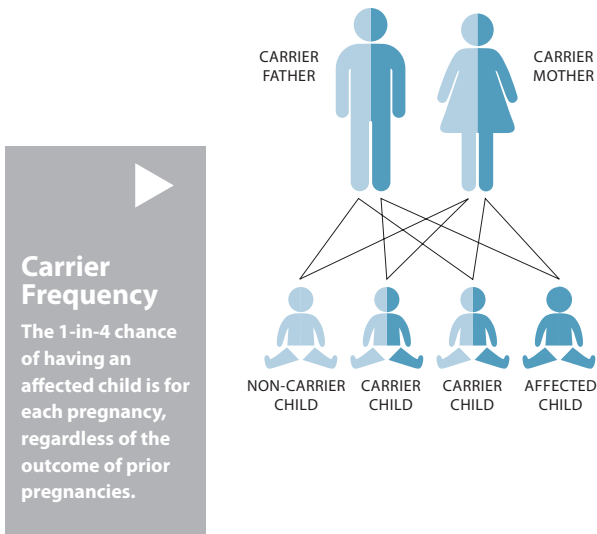 CARRIER
FATHER
CARRIER
MOTHER
Carrier
Frequency
The 1-in-4 chance
of having an
affected child is for
each pregnancy,
regardless of the
outcome of prior
pregnancies.
NON-CARRIER
CHILD
CARRIER
CHILD
CARRIER
CHILD
AFFECTED
CHILD